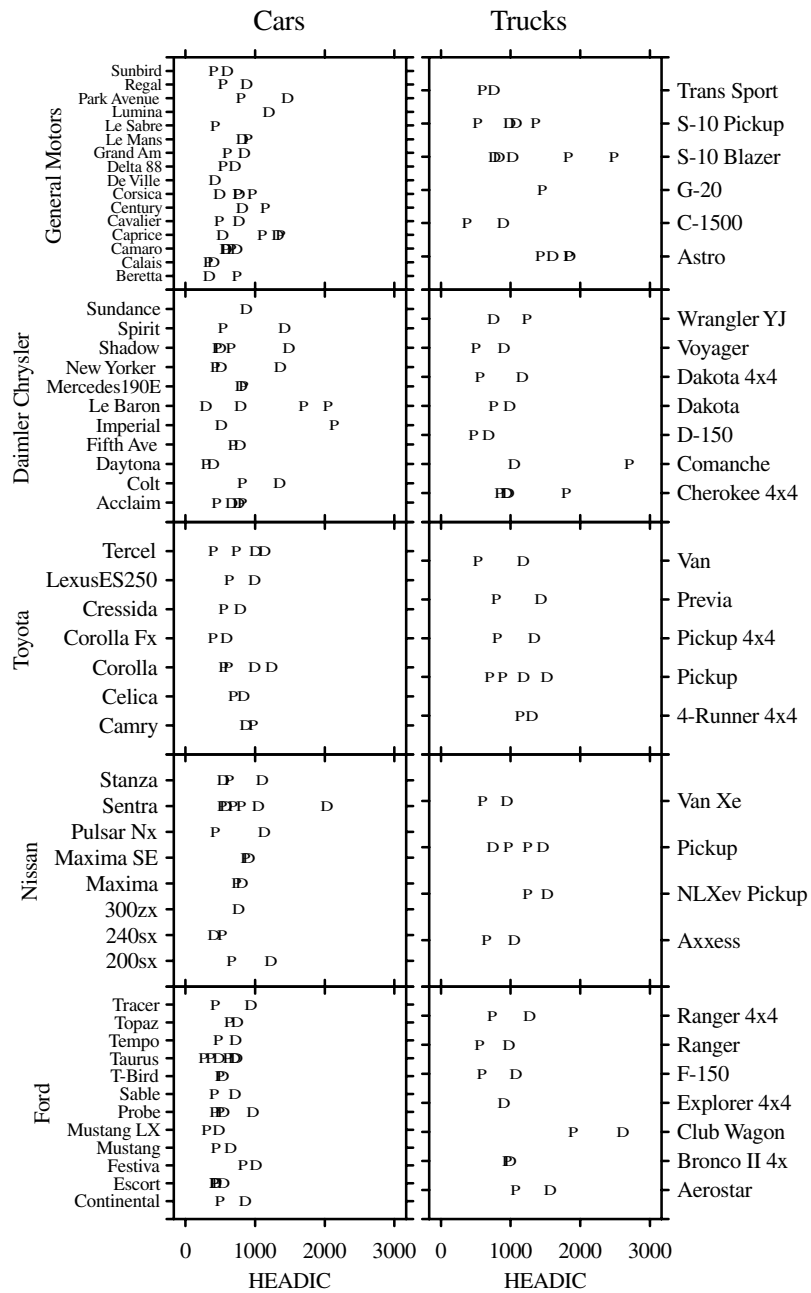 Cars
Trucks
General Motors
Sunbird
Regal
Park Avenue
Lumina
Le Sabre
Le Mans
Grand Am
Delta 88
De Ville
Corsica
Century
Cavalier
Caprice
Camaro
Calais
Beretta
Trans Sport
S-10 Pickup
S-10 Blazer
G-20
C-1500
Astro
Daimler Chrysler
Sundance
Spirit
Shadow
New Yorker
Mercedes190E
Le Baron
Imperial
Fifth Ave
Daytona
Colt
Acclaim
Wrangler YJ
Voyager
Dakota 4x4
Dakota
D-150
Comanche
Cherokee 4x4
Toyota
Tercel
LexusES250
Cressida
Corolla Fx
Corolla
Celica
Camry
Van
Previa
Pickup 4x4
Pickup
4-Runner 4x4
Nissan
Stanza
Sentra
Pulsar Nx
Maxima SE
Maxima
300zx
240sx
200sx
Van Xe
Pickup
NLXev Pickup
Axxess
Ford
Tracer
Topaz
Tempo
Taurus
T-Bird
Sable
Probe
Mustang LX
Mustang
Festiva
Escort
Continental
Ranger 4x4
Ranger
F-150
Explorer 4x4
Club Wagon
Bronco II 4x
Aerostar
0 1000 2000 3000
0 1000 2000 3000
HEADIC
HEADIC